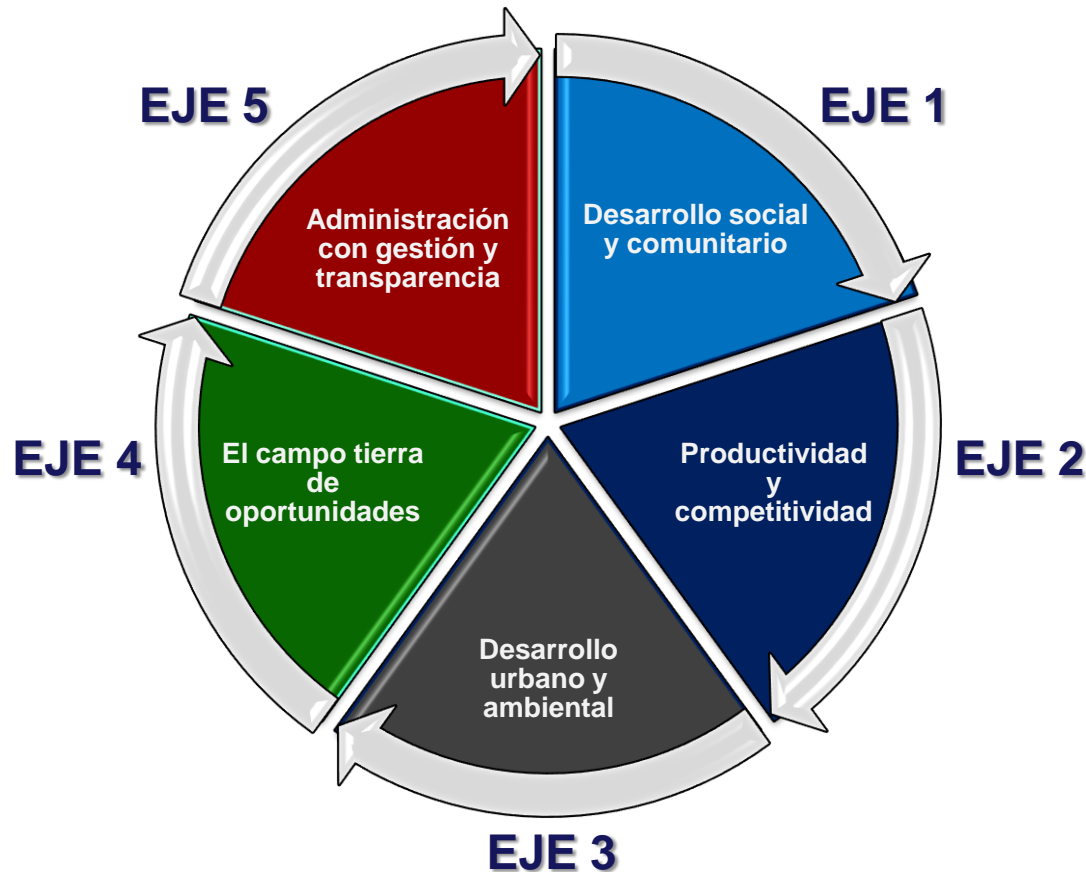 EJE 1
Desarrollo social
y comunitario
EJE 2
Productividad
y
competitividad
EJE 3
Desarrollo
urbano y
ambiental
EJE 4
El campo tierra
de
oportunidades
EJE 5
Administración
con gestión y
transparencia